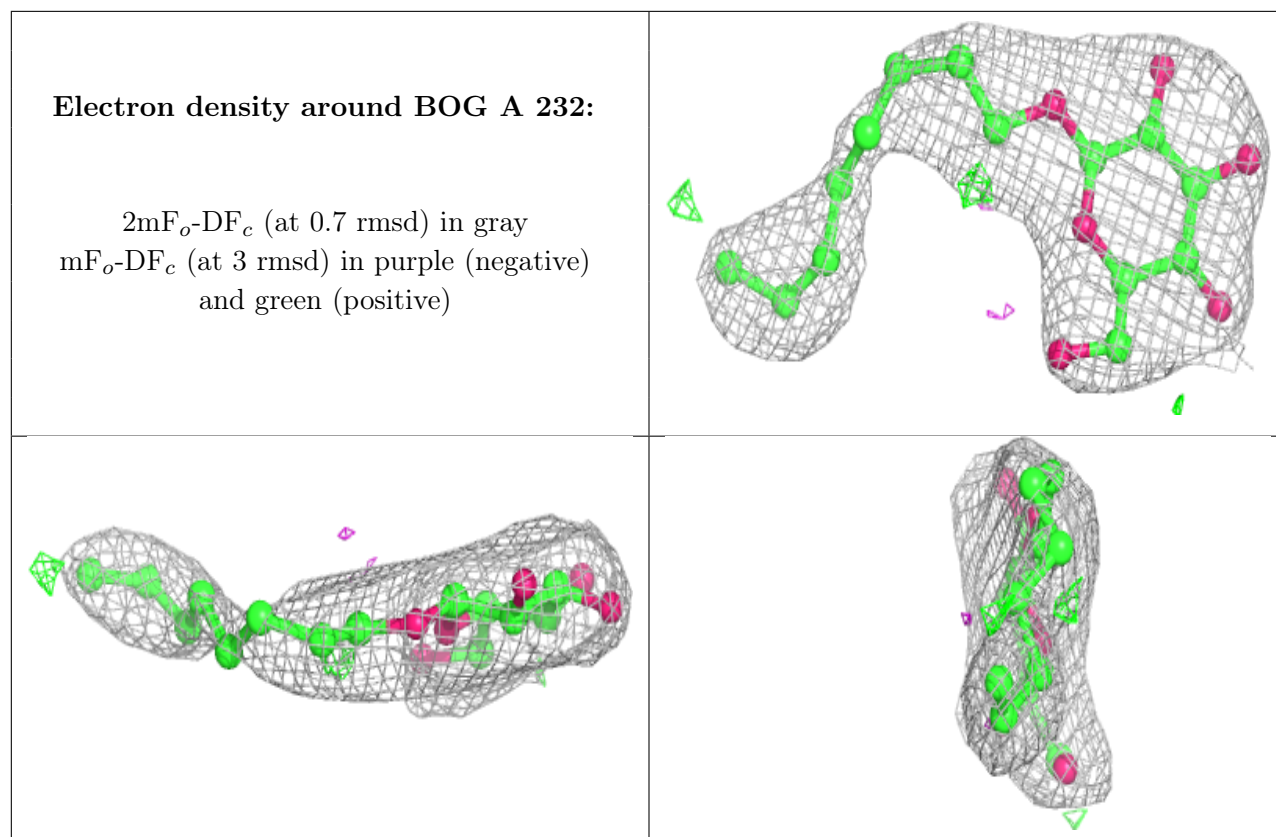 Electron density around BOG A 232:
2mFo-DFc (at 0.7 rmsd) in gray
mFo-DFc (at 3 rmsd) in purple (negative)
and green (positive)